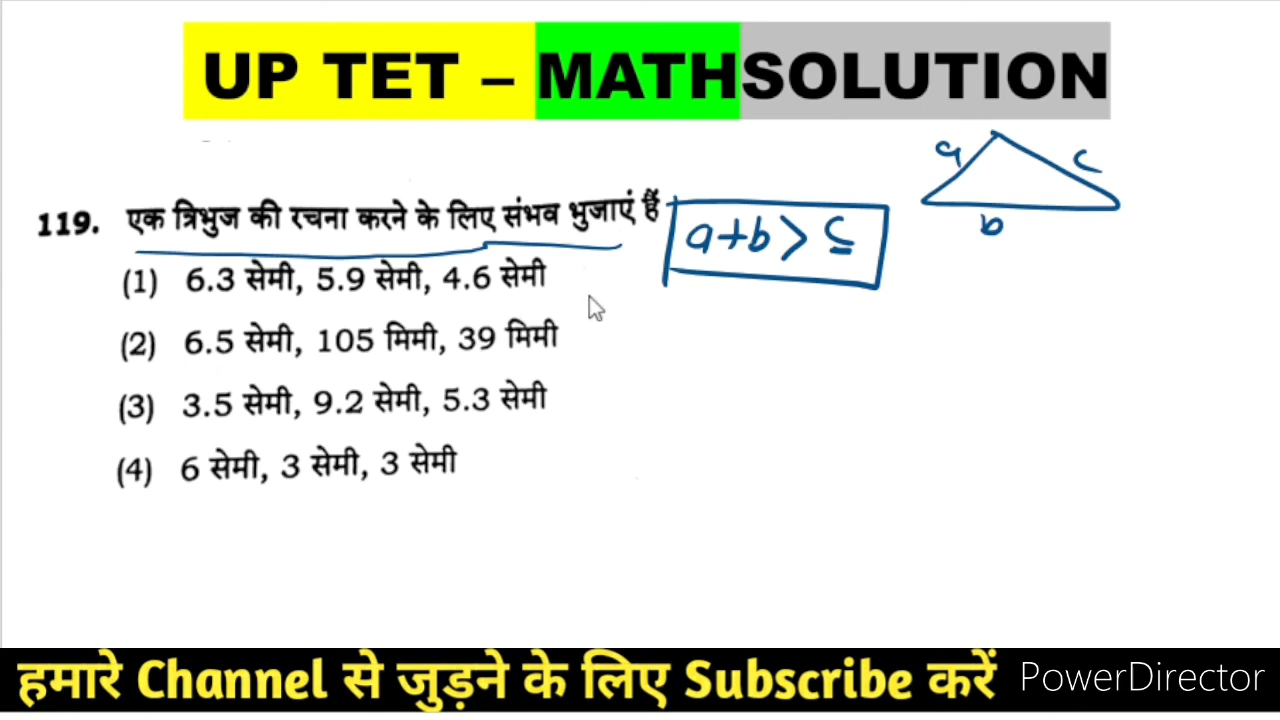 UP TET – MATHSOLUTION
119. एक त्रिभुज की रचना करने के लिए संभव भुजाएं हैं
(1) 6.3 सेमी, 5.9 सेमी, 4.6 सेमी
(2) 6.5 सेमी, 105 मिमी, 39 मिमी
(3) 3.5 सेमी, 9.2 सेमी, 5.3 सेमी
(4) 6 सेमी, 3 सेमी, 3 सेमी
a+b > c
a
c
b
हमारे Channel से जुड़ने के लिए Subscribe करें
PowerDirector